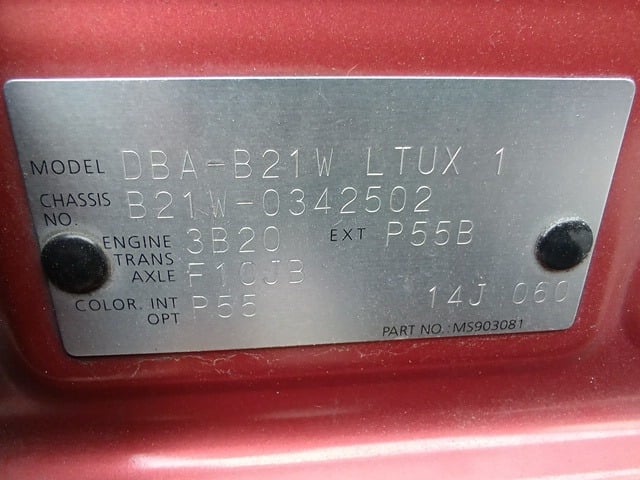 MODEL DBA-B21W LTUX 1
CHASSIS NO. B21W-0342502
ENGINE 3B20 EXT P55B
TRANS AXLE F1CJB
COLOR. INT OPT P55
14J 060
PART NO.: MS903081